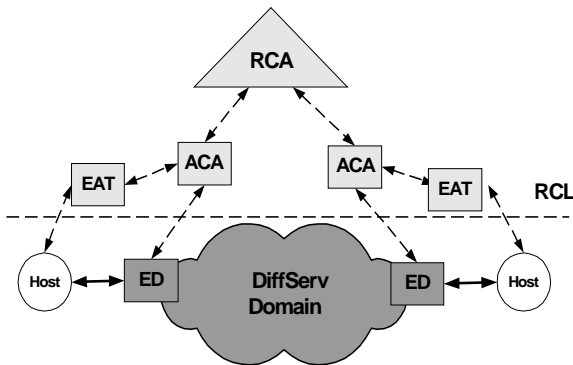 RCA
ACA
ACA
EAT
EAT
RCL
Host
ED
DiffServ
Domain
ED
Host